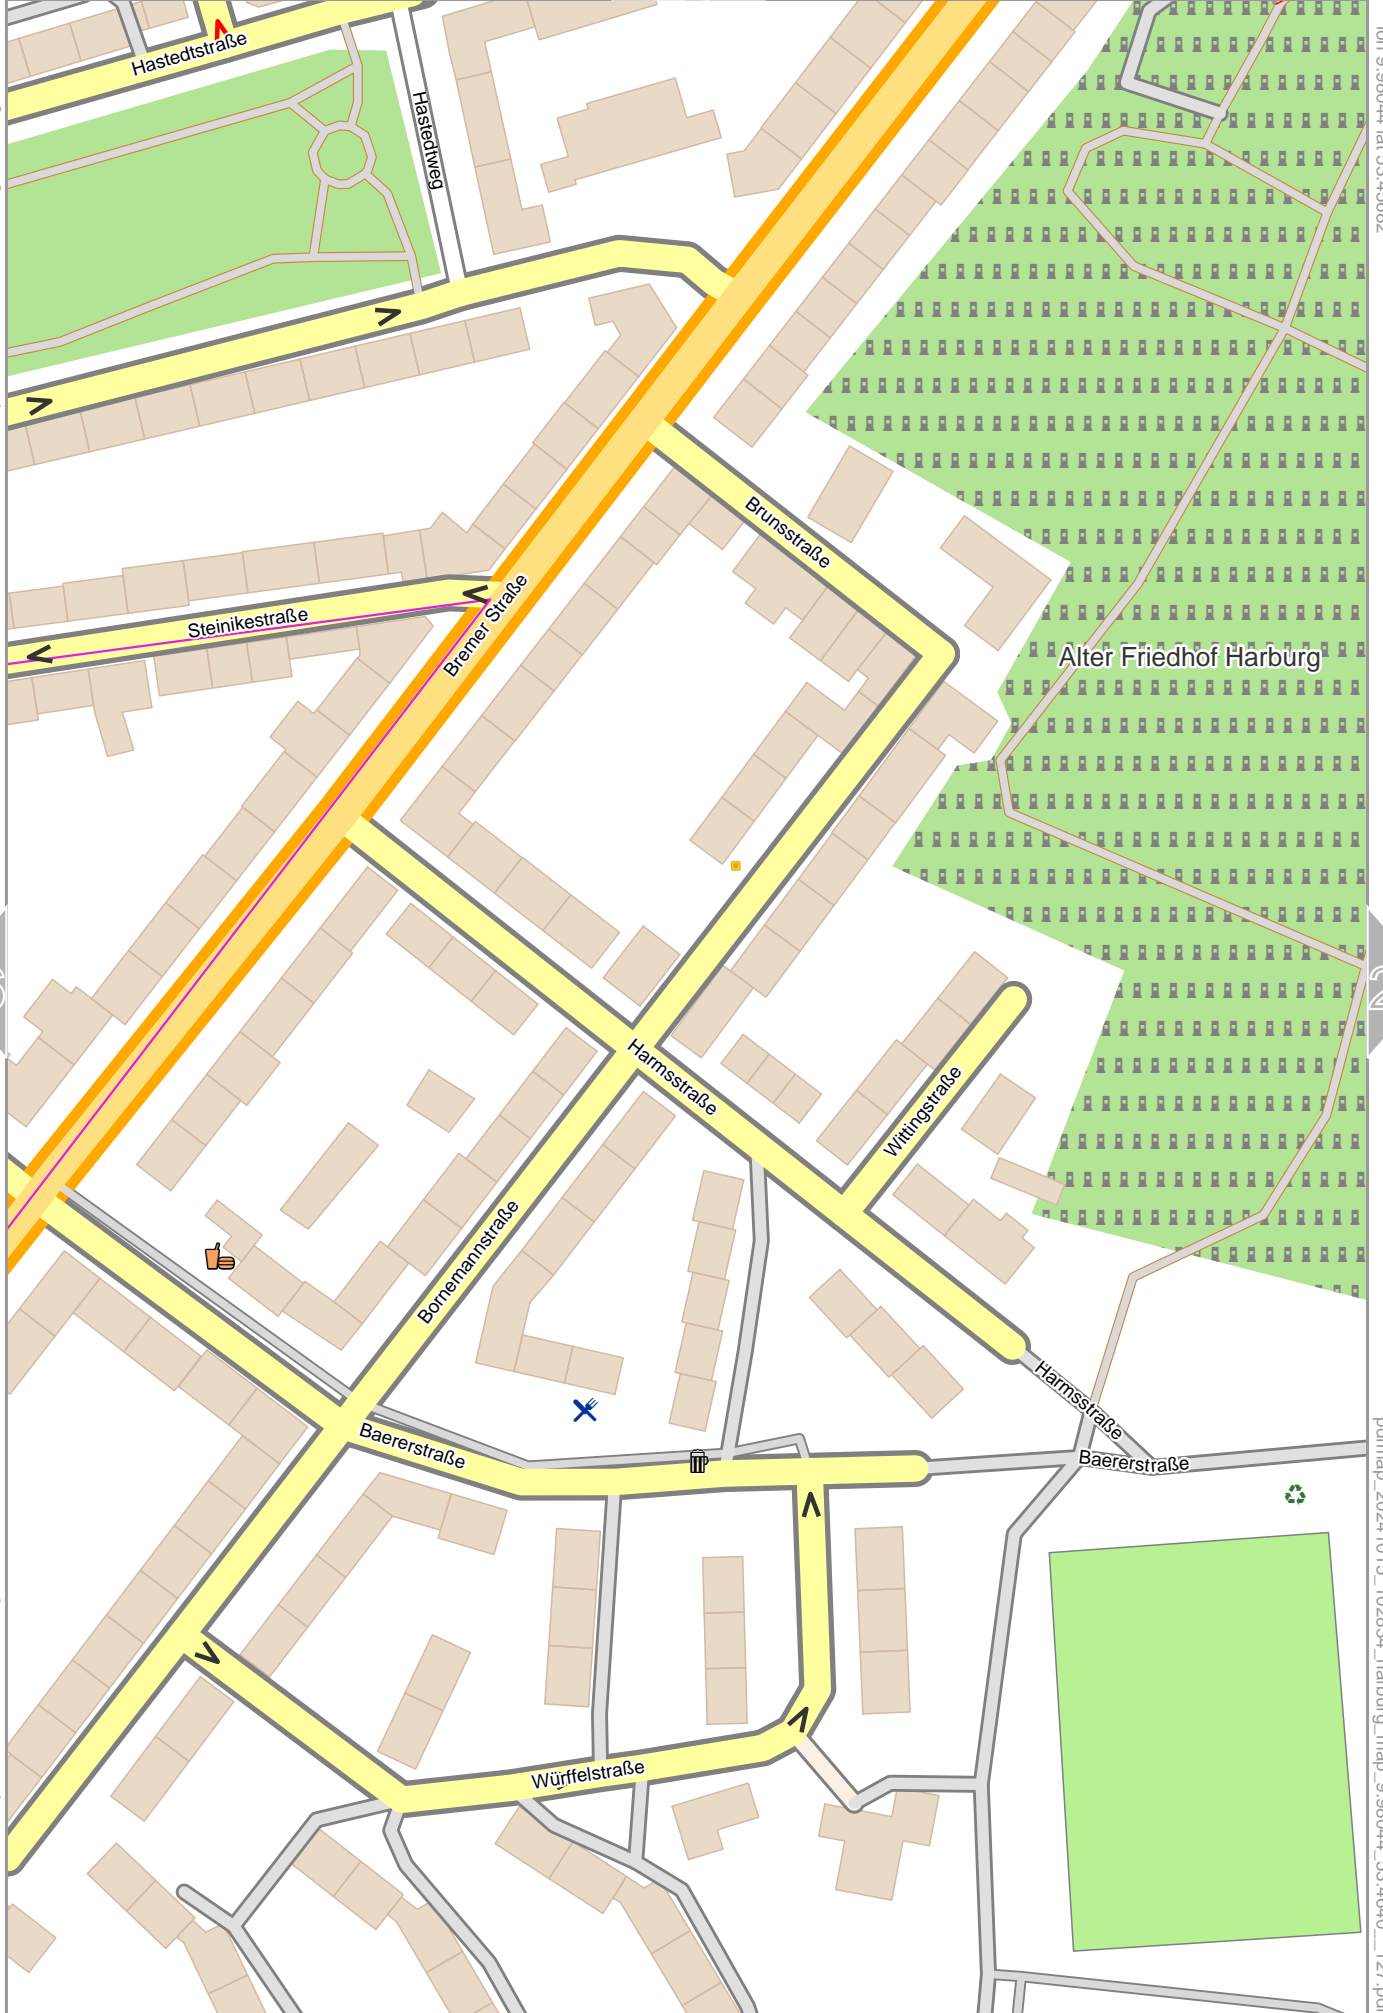 Hastedtstraße
Hastedtweg
Brunsstraße
Steinikestraße
Bremer Straße
Alter Friedhof Harburg
Harmsstraße
Wittingstraße
Bornemannstraße
Harmsstraße
Baererstraße
Baererstraße
Würffelstraße